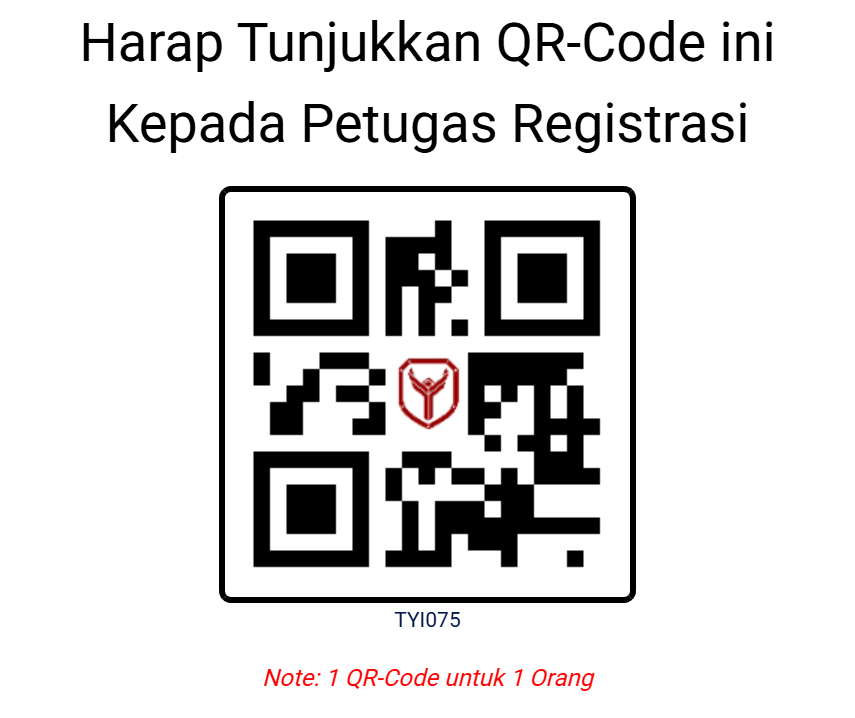 Harap Tunjukkan QR-Code ini
Kepada Petugas Registrasi
TYI075
Note: 1 QR-Code untuk 1 Orang